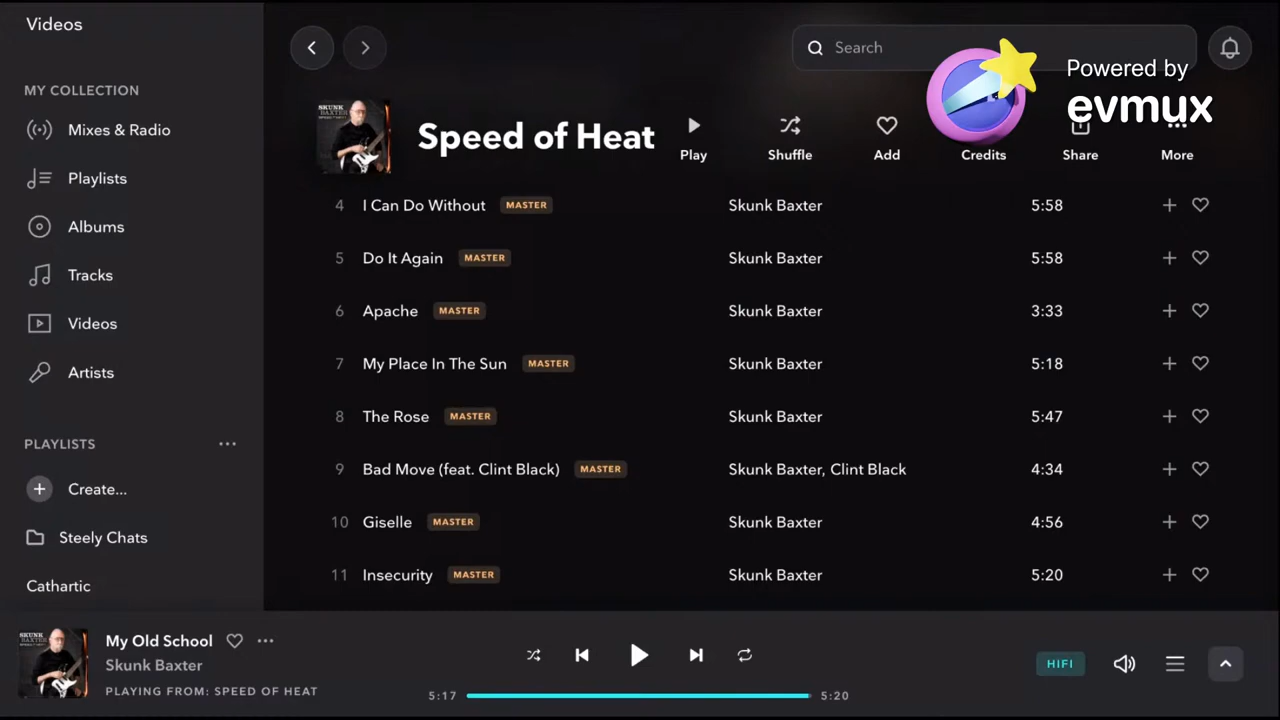 Videos
MY COLLECTION
Mixes & Radio
Playlists
Albums
Tracks
Videos
Artists
PLAYLISTS
Create...
Steely Chats
Cathartic
Search
Powered by
evmux
SKUNK
BAXTER
Speed of Heat
Play
Shuffle
Add
Credits
Share
More
4 I Can Do Without MASTER Skunk Baxter 5:58
5 Do It Again MASTER Skunk Baxter 5:58
6 Apache MASTER Skunk Baxter 3:33
7 My Place In The Sun MASTER Skunk Baxter 5:18
8 The Rose MASTER Skunk Baxter 5:47
9 Bad Move (feat. Clint Black) MASTER Skunk Baxter, Clint Black 4:34
10 Giselle MASTER Skunk Baxter 4:56
11 Insecurity MASTER Skunk Baxter 5:20
SKUNK
BAXTER
My Old School
Skunk Baxter
PLAYING FROM: SPEED OF HEAT
5:17
5:20
HIFI